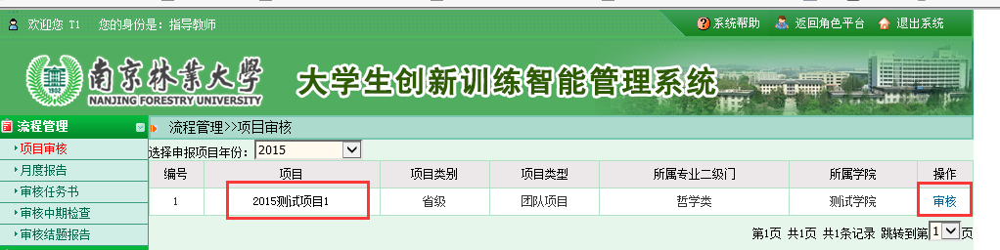 欢迎您 T1 您的身份是：指导教师
系统帮助 返回角色平台 退出系统
南京林業大學
NANJING FORESTRY UNIVERSITY
1902
大学生创新训练智能管理系统
流程管理
项目审核
月度报告
审核任务书
审核中期检查
审核结题报告
流程管理>>项目审核
选择申报项目年份： 2015
编号 项目 项目类别 项目类型 所属专业二级门 所属学院 操作
1 2015测试项目1 省级 团队项目 哲学类 测试学院 审核
第1页 共1页 共1条记录 跳转到第 1 页